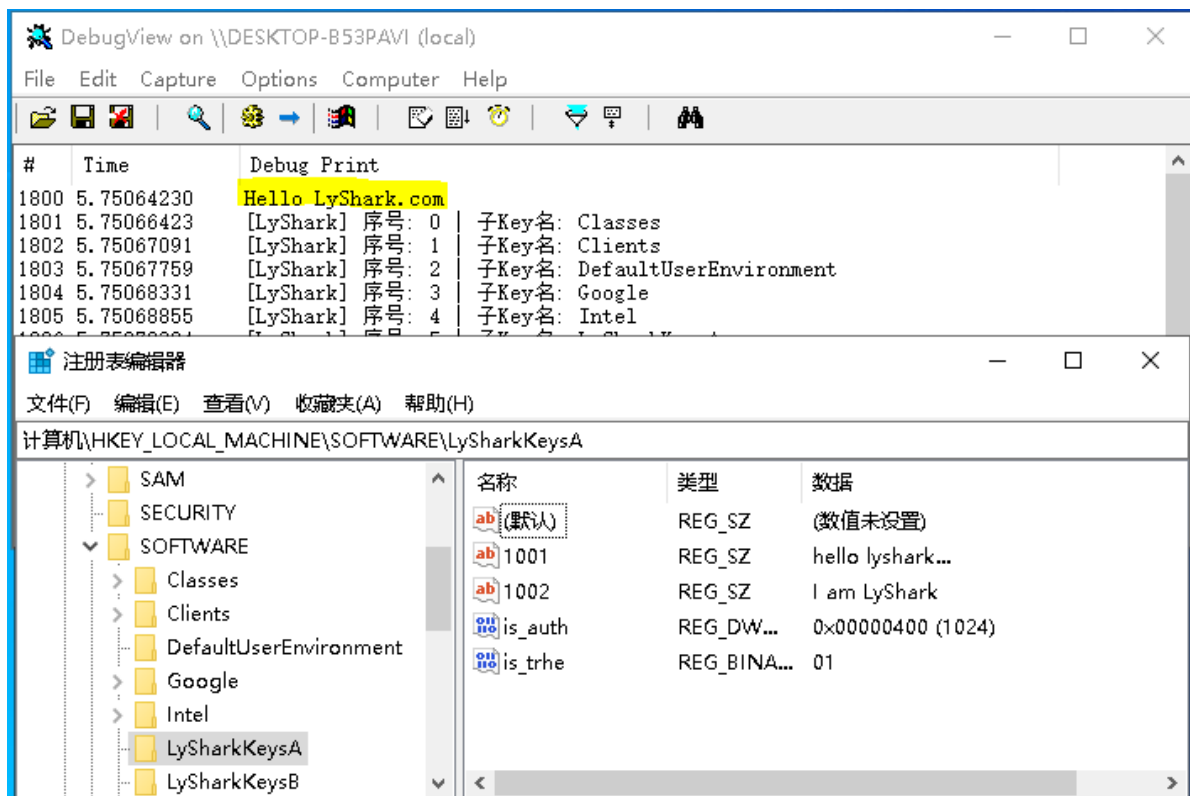 DebugView on \\DESKTOP-B53PAVI (local)
File Edit Capture Options Computer Help
# Time Debug Print
1800 5.75064230 Hello LyShark.com
1801 5.75066423 [LyShark] 序号: 0 | 子Key名: Classes
1802 5.75067091 [LyShark] 序号: 1 | 子Key名: Clients
1803 5.75067759 [LyShark] 序号: 2 | 子Key名: DefaultUserEnvironment
1804 5.75068331 [LyShark] 序号: 3 | 子Key名: Google
1805 5.75068855 [LyShark] 序号: 4 | 子Key名: Intel
注册表编辑器
文件(F) 编辑(E) 查看(V) 收藏夹(A) 帮助(H)
计算机\HKEY_LOCAL_MACHINE\SOFTWARE\LySharkKeysA
SAM
SECURITY
SOFTWARE
Classes
Clients
DefaultUserEnvironment
Google
Intel
LySharkKeysA
LySharkKeysB
名称 类型 数据
(默认) REG_SZ (数值未设置)
1001 REG_SZ hello lyshark...
1002 REG_SZ I am LyShark
is_auth REG_DW... 0x00000400 (1024)
is_trhe REG_BINA... 01